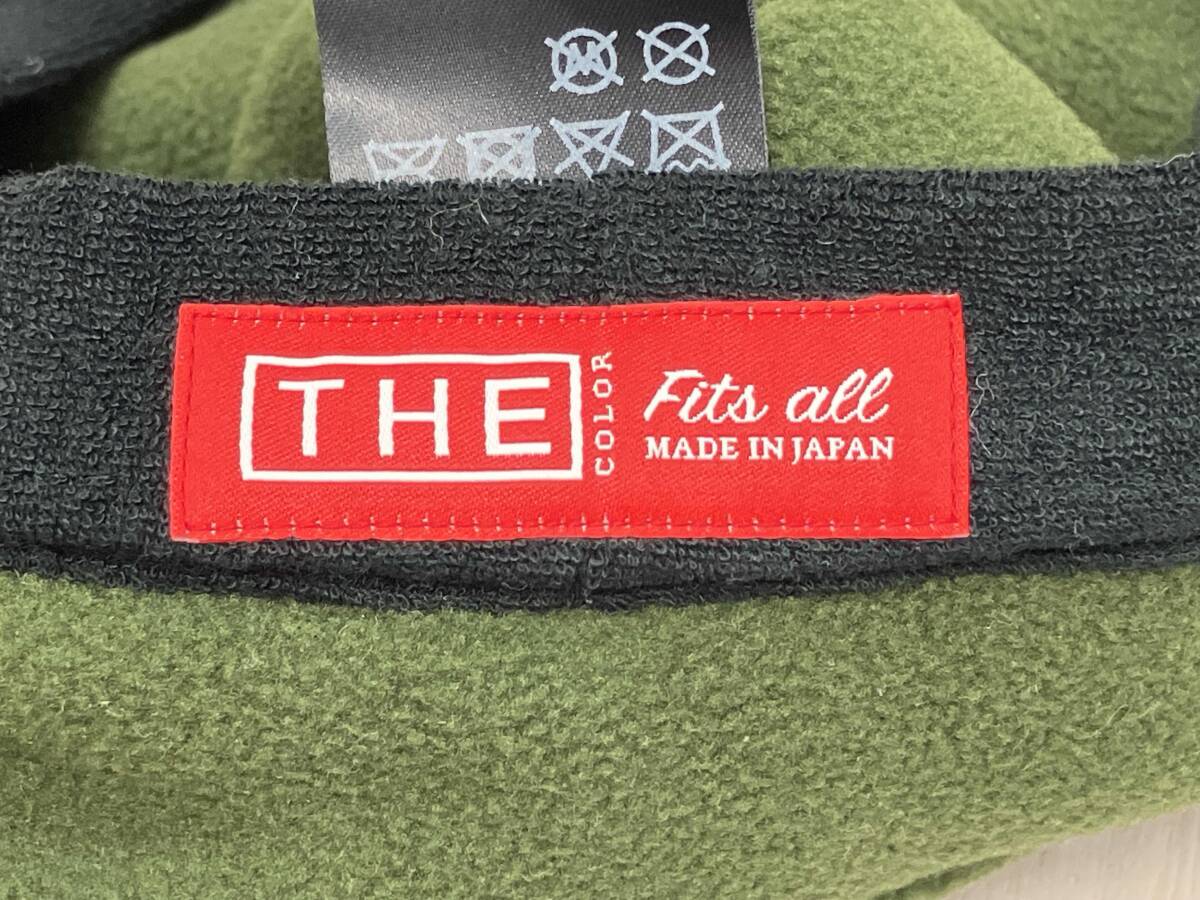 THE
COLOR
Fits all
MADE IN JAPAN